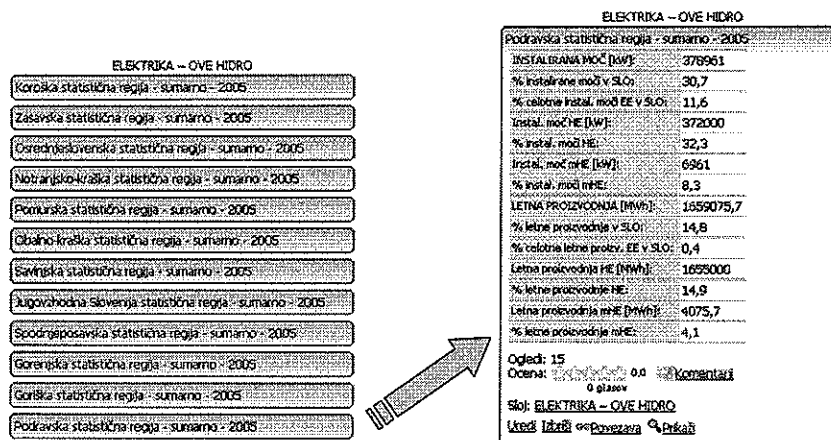 ELEKTRIKA – OVE HIDRO
Koroška statistična regija - sumarno - 2005
Zasavska statistična regija - sumarno - 2005
Osrednjeslovenska statistična regija - sumarno - 2005
Notranjsko-kraška statistična regija - sumarno - 2005
Pomurska statistična regija - sumarno - 2005
Obalno-kraška statistična regija - sumarno - 2005
Savinjska statistična regija - sumarno - 2005
Jugovzhodna Slovenija statistična regija - sumarno - 2005
Spodnjeposavska statistična regija - sumarno - 2005
Gorenjska statistična regija - sumarno - 2005
Goriška statistična regija - sumarno - 2005
Podravska statistična regija - sumarno - 2005
ELEKTRIKA – OVE HIDRO
Podravska statistična regija - sumarno - 2005
INSTALIRANA MOČ [kW]: 378961
% instalirane moči v SLO: 30,7
% celotne instal. moči EE v SLO: 11,6
Instal. moč HE [kW]: 372000
% instal. moči HE: 32,3
Instal. moč mHE [kW]: 6961
% instal. moči mHE: 8,3
LETNA PROIZVODNJA [MWh]: 1659075,7
% letne proizvodnje v SLO: 14,8
% celotne letne proizv. EE v SLO: 0,4
Letna proizvodnja HE [MWh]: 1655000
% letne proizvodnje HE: 14,9
Letna proizvodnja mHE [MWh]: 4075,7
% letne proizvodnje mHE: 4,1
Ogledi: 15
Ocena: 0,0 Komentarji
0 glasov
Sloj: ELEKTRIKA – OVE HIDRO
Uredi Izbriši Povezava Prikaži